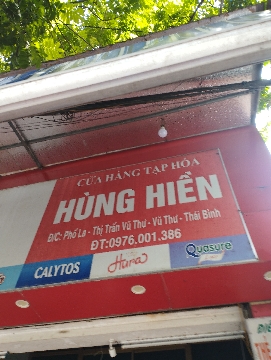 CỬA HÀNG TẠP HÓA
HÙNG HIỀN
Đ/C: Phố La - Thị Trấn Vũ Thư - Vũ Thư - Thái Bình
ĐT:0976.001.386
CALYTOS
Hura
Quasure